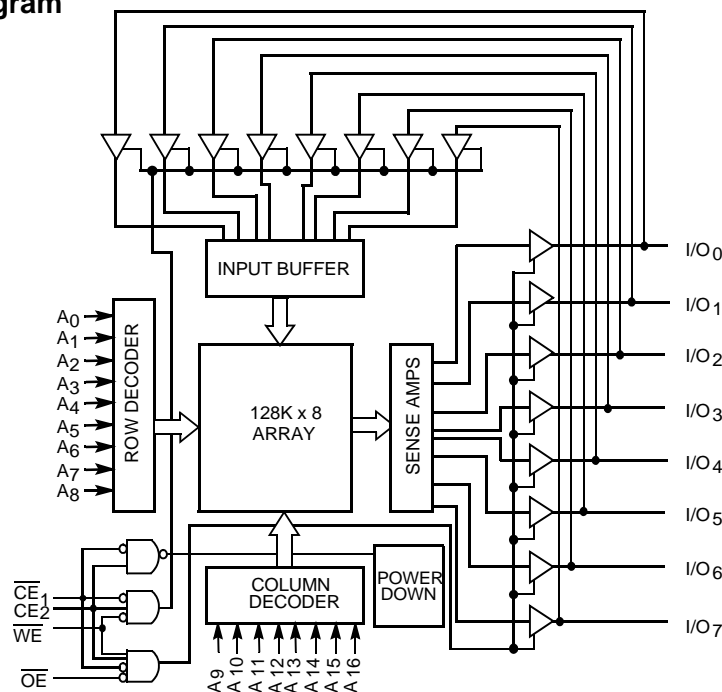 gram
INPUT BUFFER
I/O0
I/O1
I/O2
I/O3
I/O4
I/O5
I/O6
I/O7
A0
A1
A2
A3
A4
A5
A6
A7
A8
ROW DECODER
128K x 8
ARRAY
SENSE AMPS
CE1
CE2
WE
OE
COLUMN
DECODER
POWER
DOWN
A9
A10
A11
A12
A13
A14
A15
A16